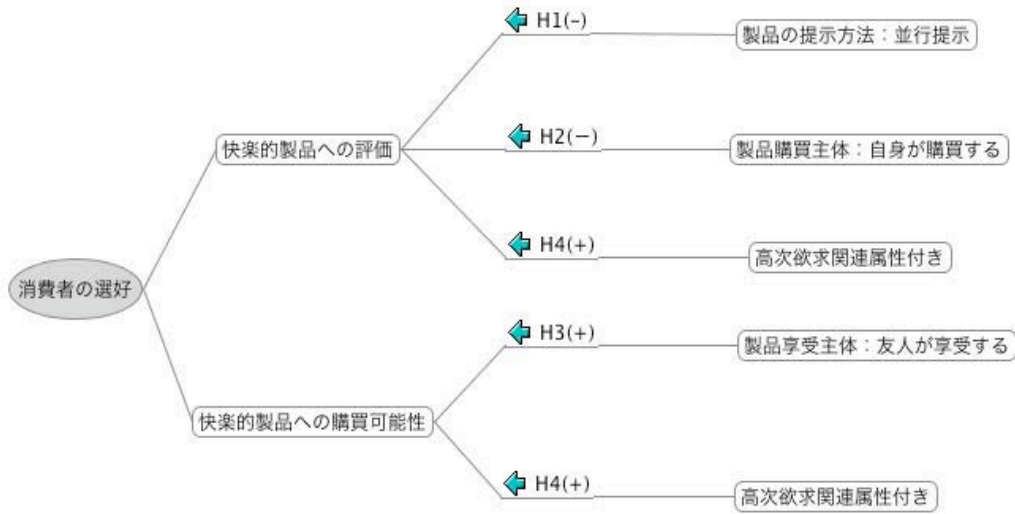 H1(-)
製品の提示方法：並行提示
快楽的製品への評価
H2(－)
製品購買主体：自身が購買する
H4(+)
高次欲求関連属性付き
消費者の選好
H3(+)
製品享受主体：友人が享受する
快楽的製品への購買可能性
H4(+)
高次欲求関連属性付き